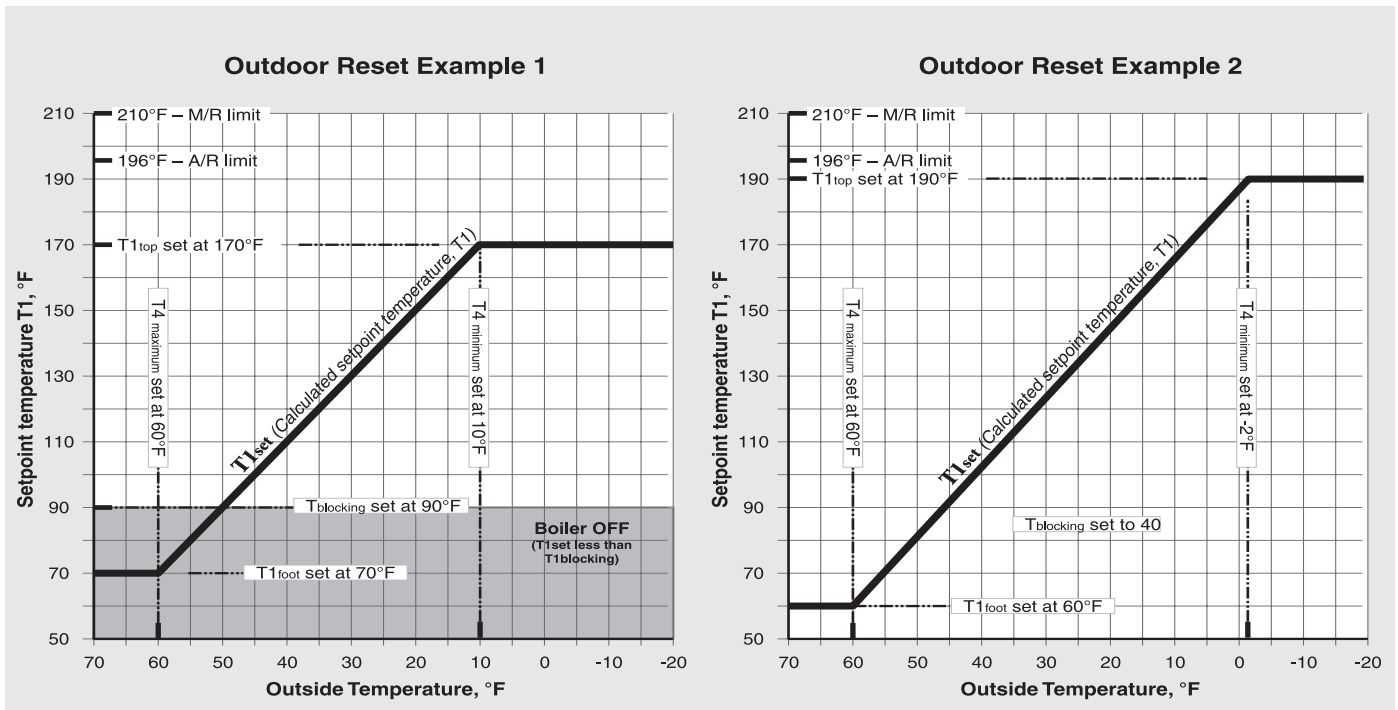 Outdoor Reset Example 1
210
190
170
150
130
110
90
70
50
Setpoint temperature T1, °F
210°F – M/R limit
196°F – A/R limit
T1top set at 170°F
T4 maximum set at 60°F
T1set (Calculated setpoint temperature, T1)
T4 minimum set at 10°F
Tblocking set at 90°F
Boiler OFF
(T1set less than
T1blocking)
T1foot set at 70°F
70 60 50 40 30 20 10 0 -10 -20
Outside Temperature, °F
Outdoor Reset Example 2
210
190
170
150
130
110
90
70
50
Setpoint temperature T1, °F
210°F – M/R limit
196°F – A/R limit
T1top set at 190°F
T4 maximum set at 60°F
T1set (Calculated setpoint temperature, T1)
T4 minimum set at -2°F
Tblocking set to 40
T1foot set at 60°F
70 60 50 40 30 20 10 0 -10 -20
Outside Temperature, °F